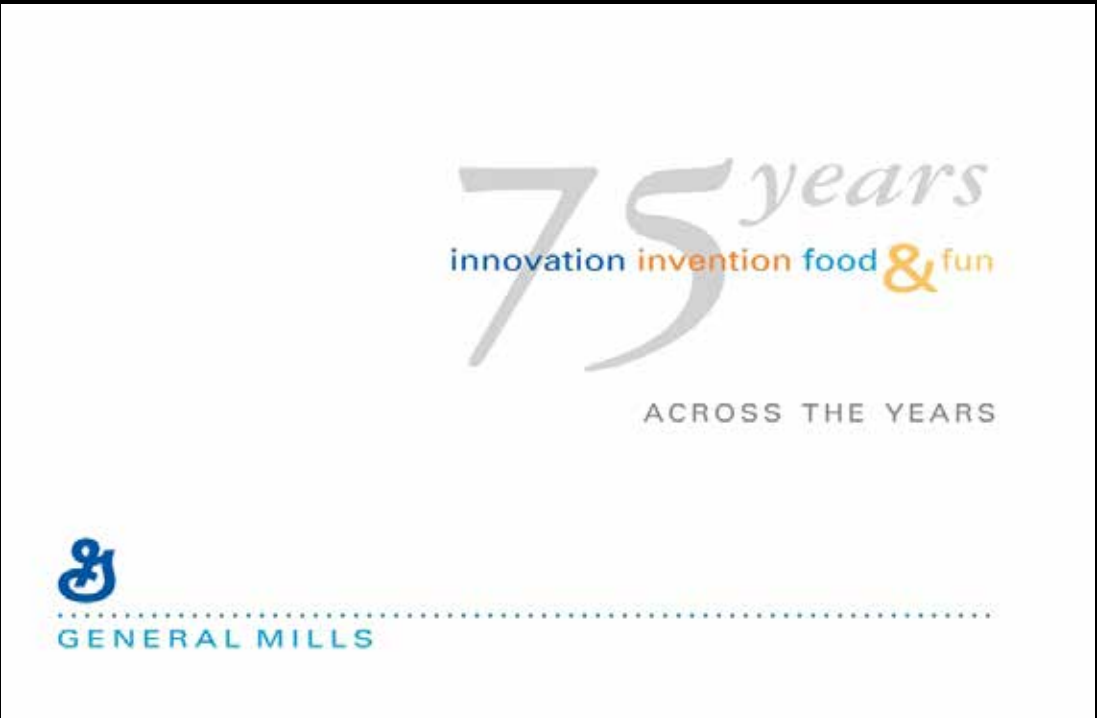 75 years
innovation invention food & fun
ACROSS THE YEARS
GENERAL MILLS